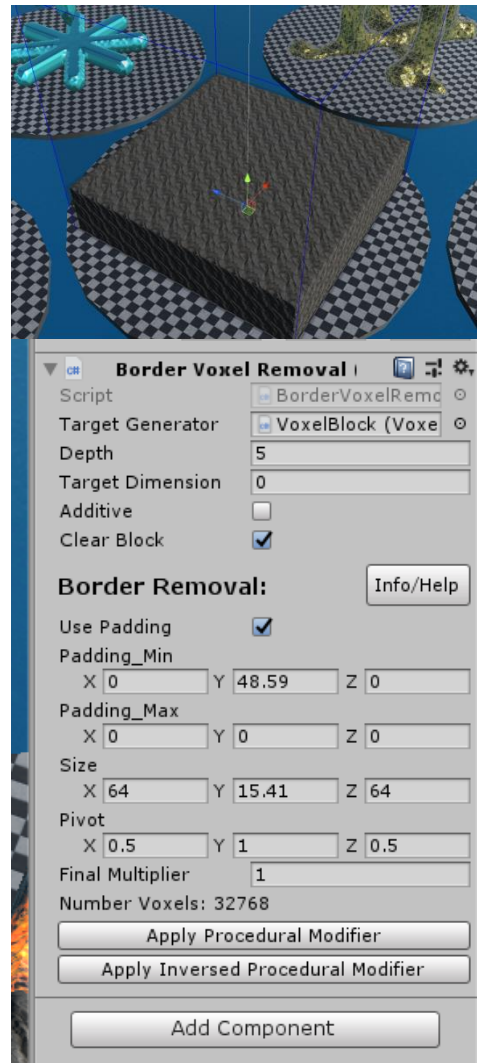 Border Voxel Removal (
Script BorderVoxelRemo
Target Generator VoxelBlock (Voxe
Depth 5
Target Dimension 0
Additive
Clear Block
Border Removal: Info/Help
Use Padding
Padding_Min
X 0 Y 48.59 Z 0
Padding_Max
X 0 Y 0 Z 0
Size
X 64 Y 15.41 Z 64
Pivot
X 0.5 Y 1 Z 0.5
Final Multiplier 1
Number Voxels: 32768
Apply Procedural Modifier
Apply Inversed Procedural Modifier
Add Component